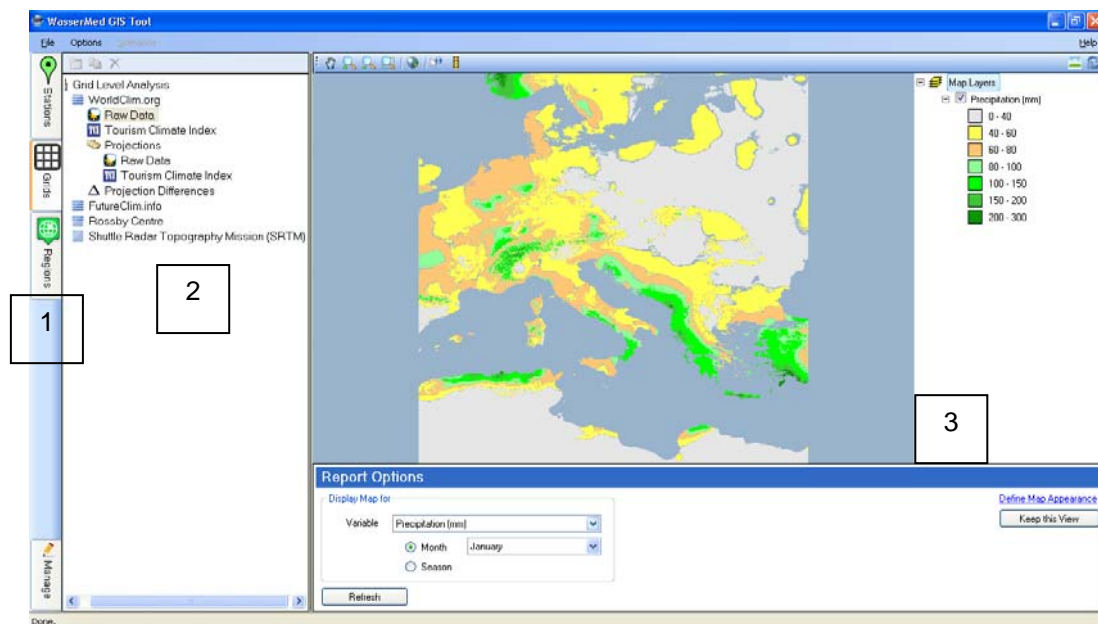 WasserMed GIS Tool
File Options Scenarios Help
Stations
Grids
Regions
Manage
Grid Level Analysis
WorldClim.org
Raw Data
TCI Tourism Climate Index
Projections
Raw Data
TCI Tourism Climate Index
Projection Differences
FutureClim.info
Rossby Centre
Shuttle Radar Topography Mission (SRTM)
1
2
Map Layers
Precipitation (mm)
0 - 40
40 - 60
60 - 80
80 - 100
100 - 150
150 - 200
200 - 300
3
Report Options
Display Map for
Variable Precipitation (mm)
Month January
Season
Refresh
Define Map Appearance
Keep this View
Done.